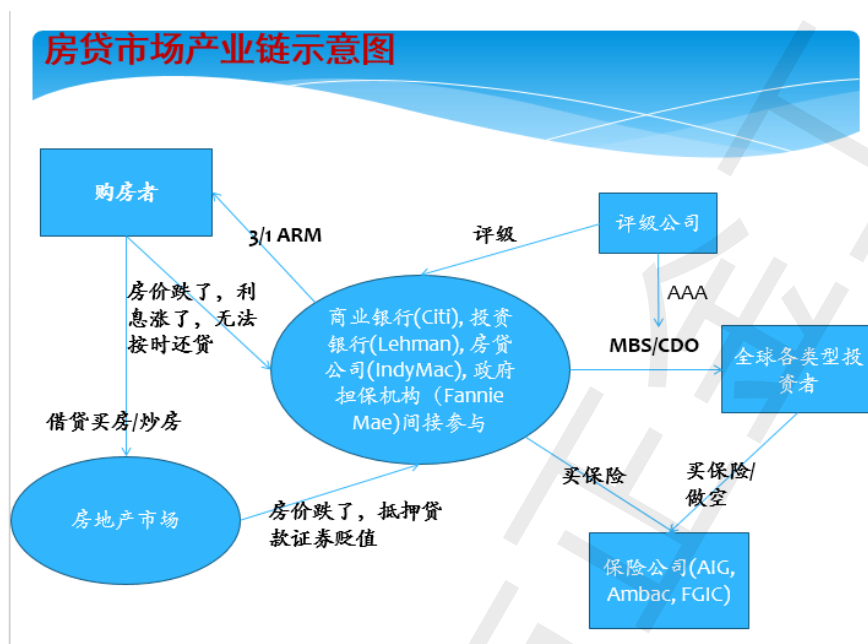 房贷市场产业链示意图
购房者
3/1 ARM
评级
评级公司
房价跌了，利
息涨了，无法
按时还贷
AAA
商业银行(Citi), 投资
银行(Lehman), 房贷
公司(IndyMac), 政府
担保机构（Fannie
Mae)间接参与
MBS/CDO
全球各类型投
资者
借贷买房/炒房
买保险
买保险/
做空
房地产市场
房价跌了，抵押贷
款证券贬值
保险公司(AIG,
Ambac, FGIC)